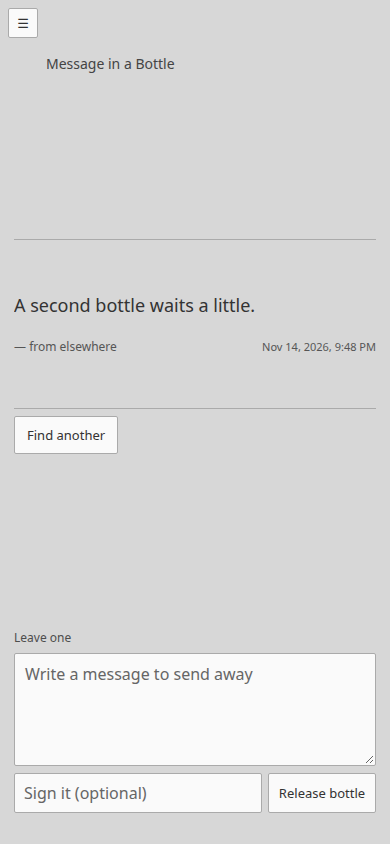 ☰
Message in a Bottle
A second bottle waits a little.
— from elsewhere
Nov 14, 2026, 9:48 PM
Find another
Leave one
Write a message to send away
Sign it (optional)
Release bottle